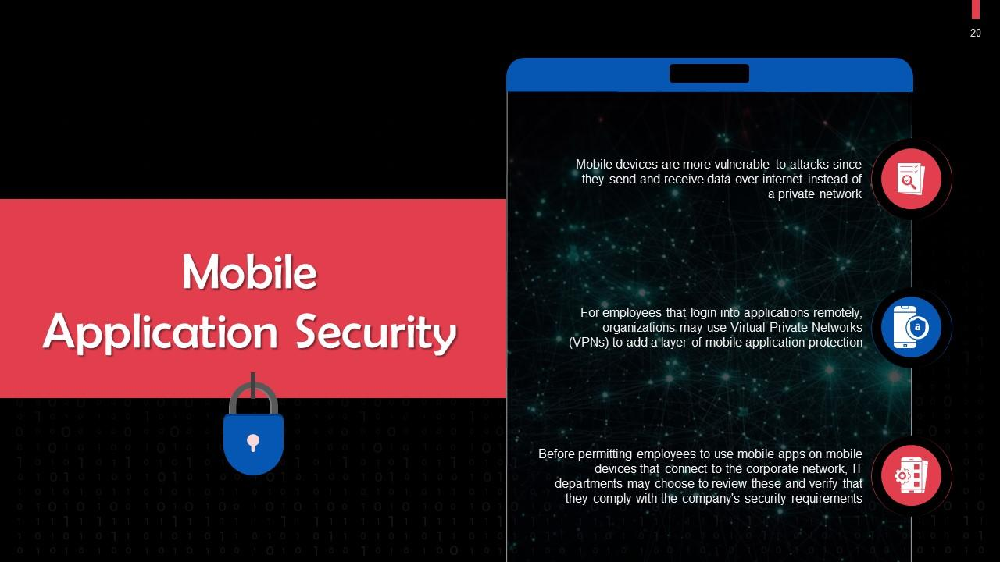 20
Mobile
Application Security
Mobile devices are more vulnerable to attacks since
they send and receive data over internet instead of
a private network
For employees that login into applications remotely,
organizations may use Virtual Private Networks
(VPNs) to add a layer of mobile application protection
Before permitting employees to use mobile apps on mobile
devices that connect to the corporate network, IT
departments may choose to review these and verify that
they comply with the company's security requirements